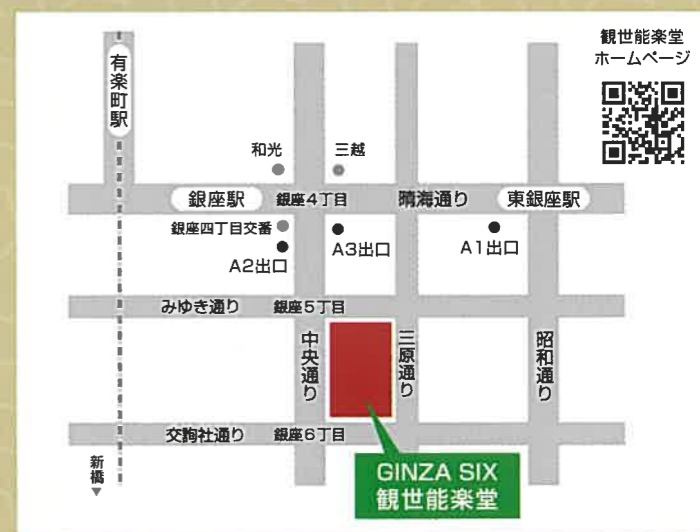 観世能楽堂
ホームページ
有楽町駅
和光
三越
銀座駅
銀座4丁目
晴海通り
東銀座駅
銀座四丁目交番
A2出口
A3出口
A1出口
みゆき通り
銀座5丁目
中央通り
三原通り
昭和通り
交詢社通り
銀座6丁目
新橋
GINZA SIX
観世能楽堂